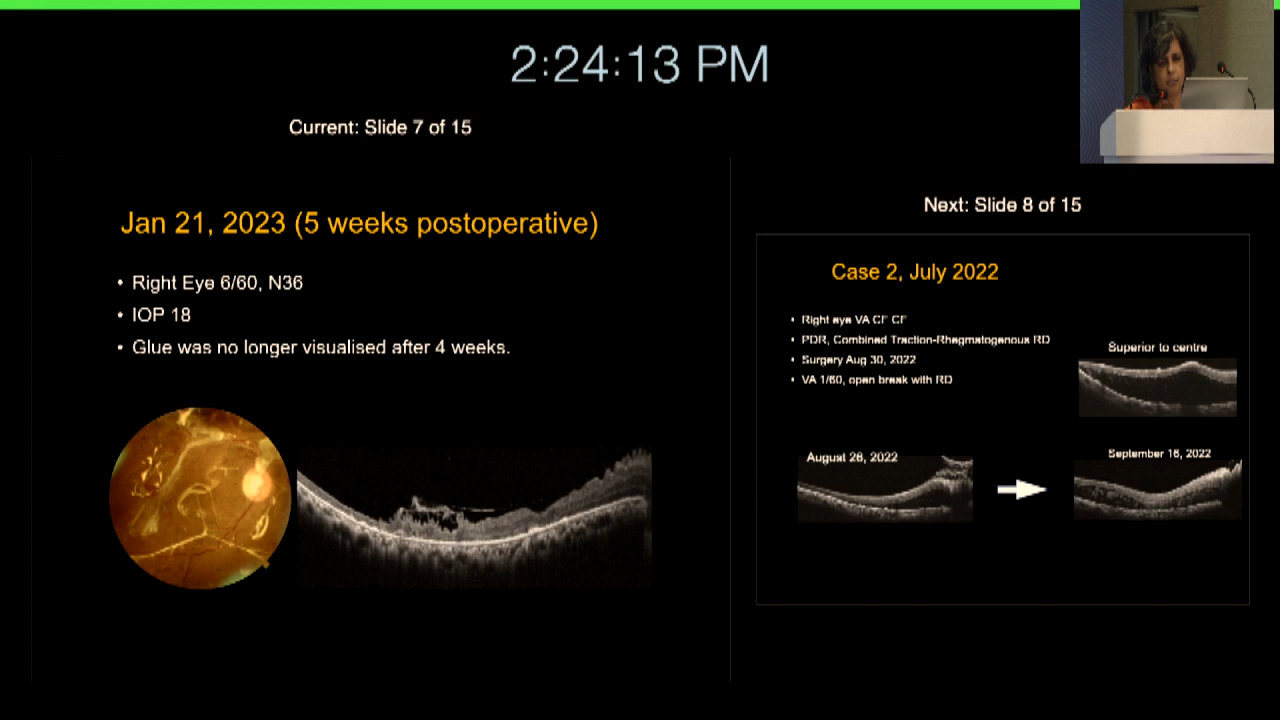 2:24:13 PM
Current: Slide 7 of 15
Jan 21, 2023 (5 weeks postoperative)
• Right Eye 6/60, N36
• IOP 18
• Glue was no longer visualised after 4 weeks.
Next: Slide 8 of 15
Case 2, July 2022
• Right eye VA CF CF
• PDR, Combined Traction-Rhegmatogenous RD
• Surgery Aug 30, 2022
• VA 1/60, open break with RD
Superior to centre
August 26, 2022
September 16, 2022